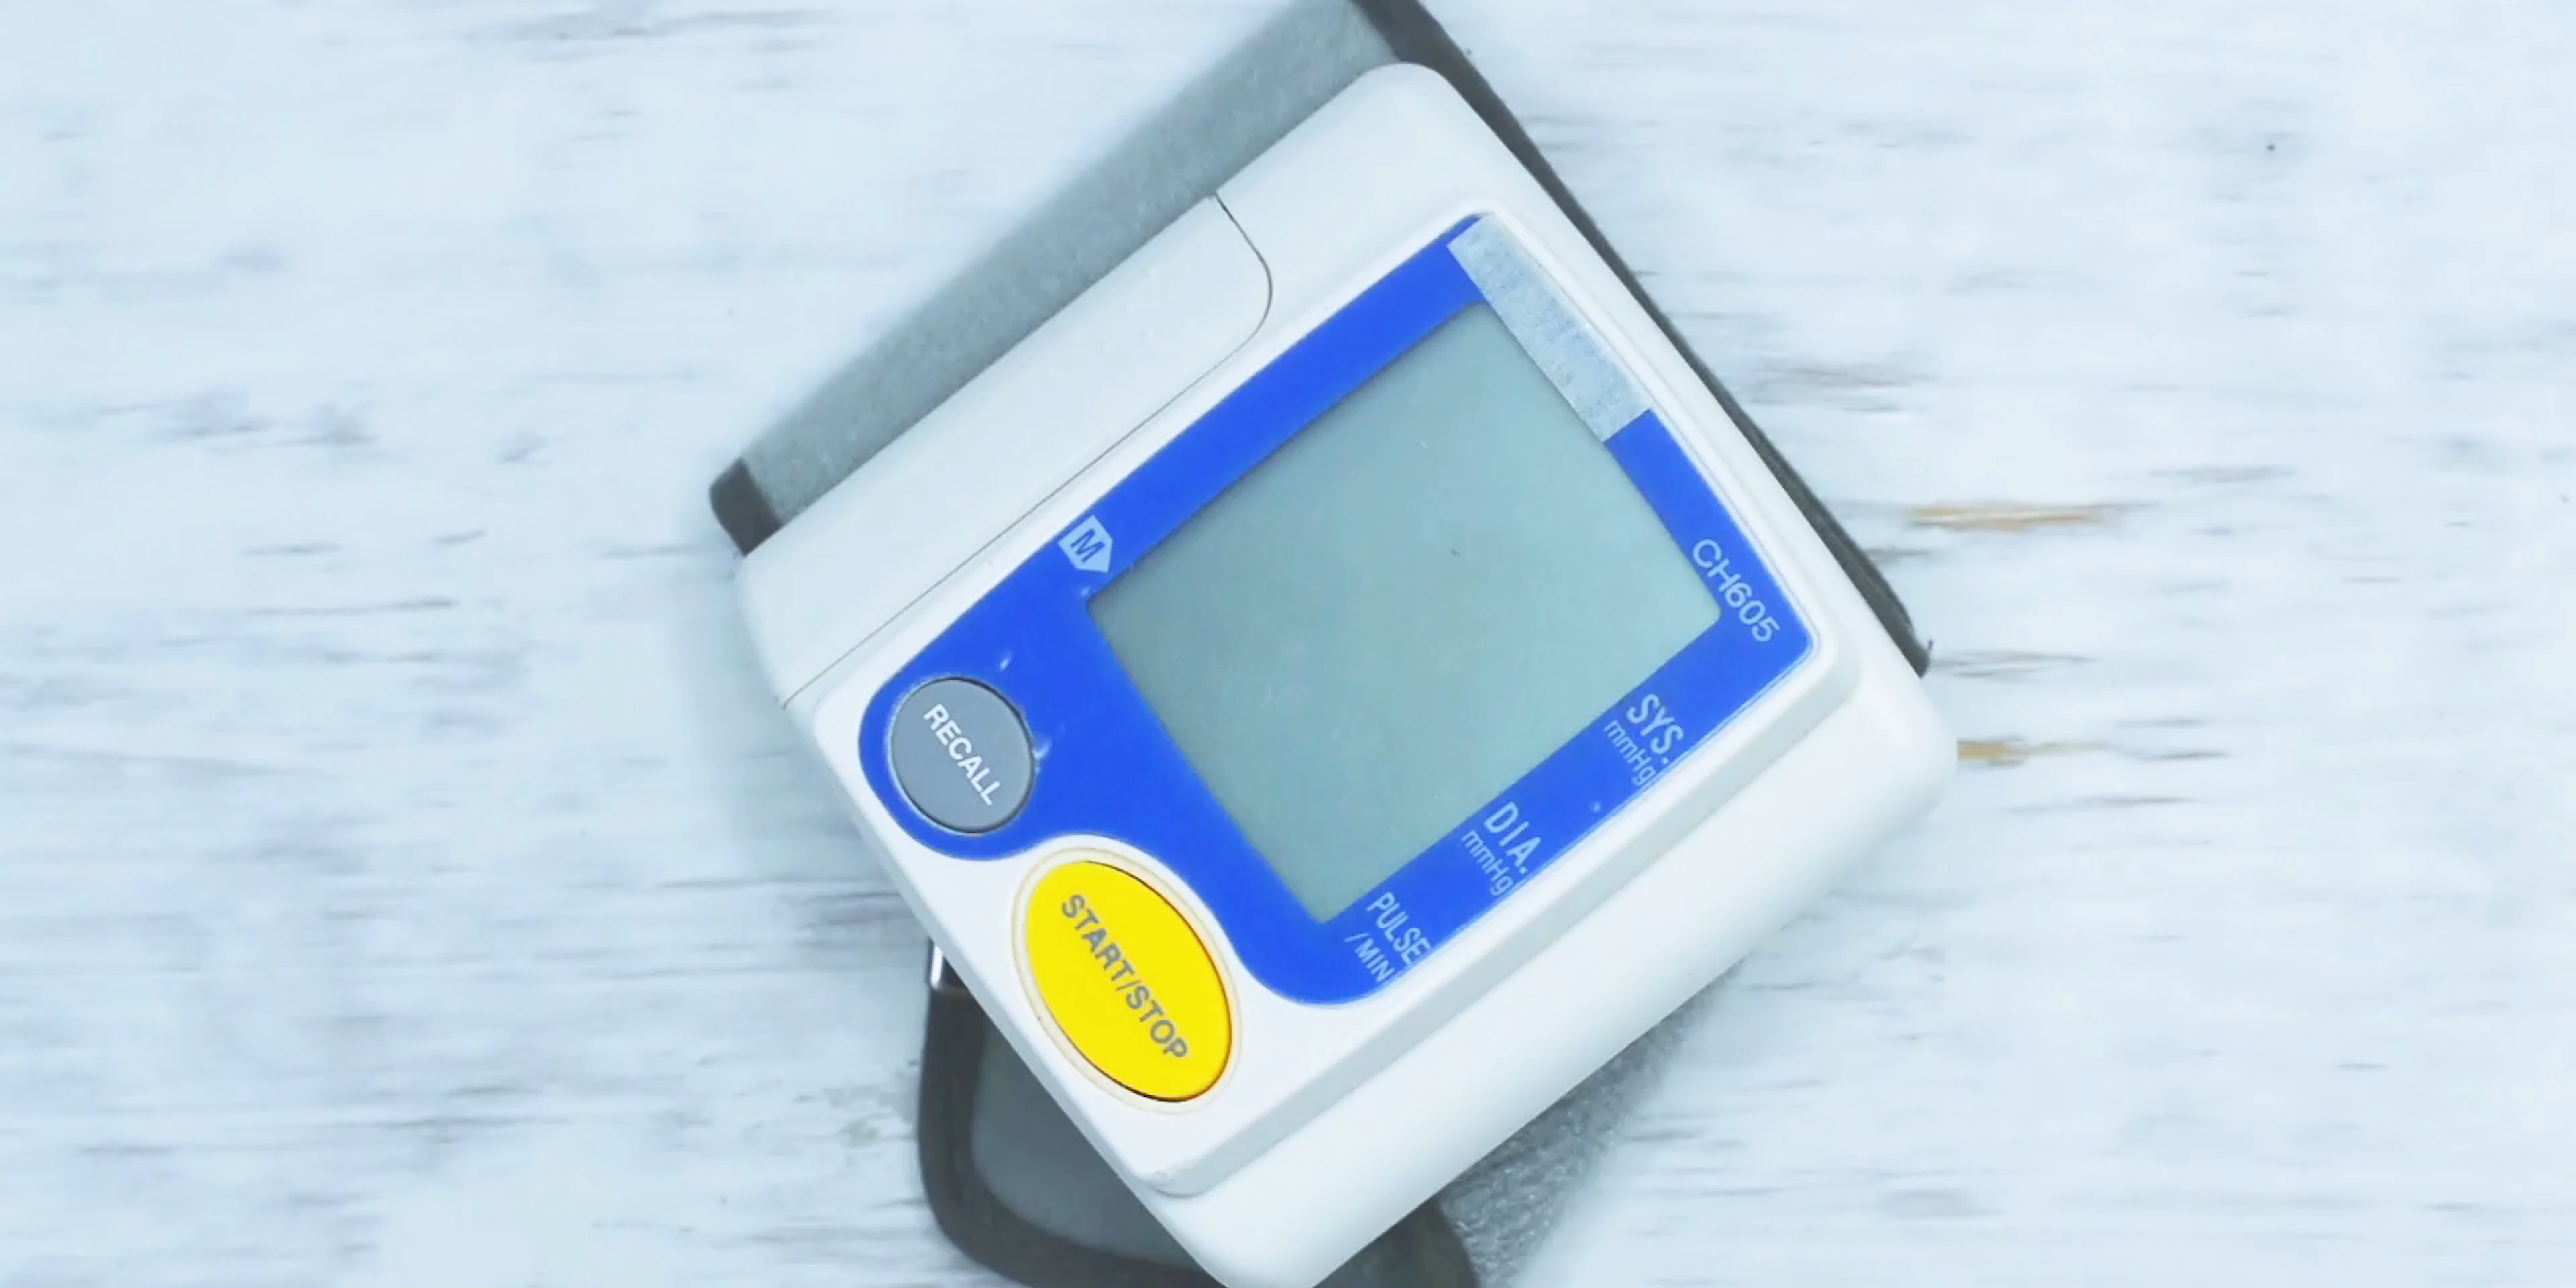 CH605
SYS.
mmHg
DIA.
mmHg
PULSE
/MIN
M
RECALL
START/STOP